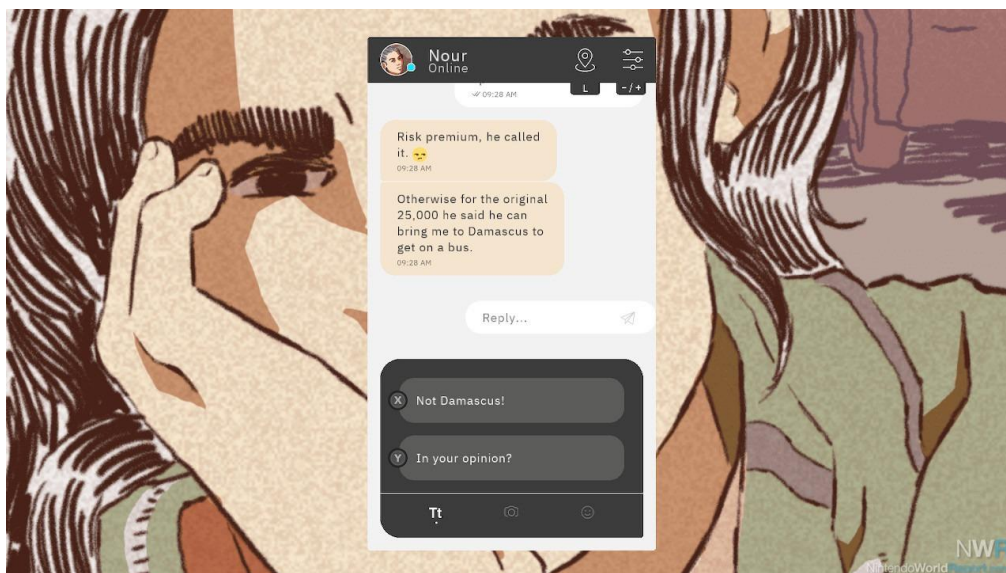 Nour
Online
09:28 AM
L
-/+
Risk premium, he called
it.
09:28 AM
Otherwise for the original
25,000 he said he can
bring me to Damascus to
get on a bus.
09:28 AM
Reply...
X Not Damascus!
Y In your opinion?
Tt
NWR
NintendoWorldReport.com